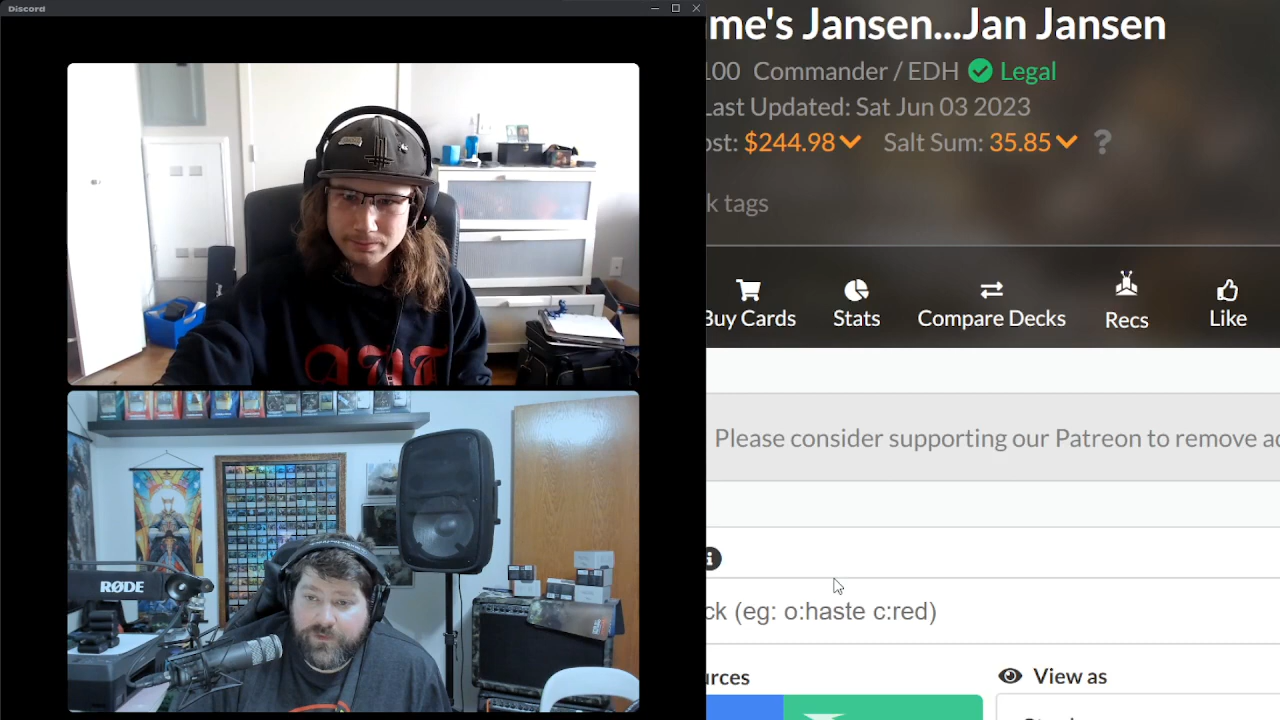 Discord
me's Jansen...Jan Jansen
100 Commander / EDH Legal
Last Updated: Sat Jun 03 2023
ost: $244.98 Salt Sum: 35.85 ?
k tags
Buy Cards Stats Compare Decks Recs Like
Please consider supporting our Patreon to remove ad
ck (eg: o:haste c:red)
urces View as
RØDE